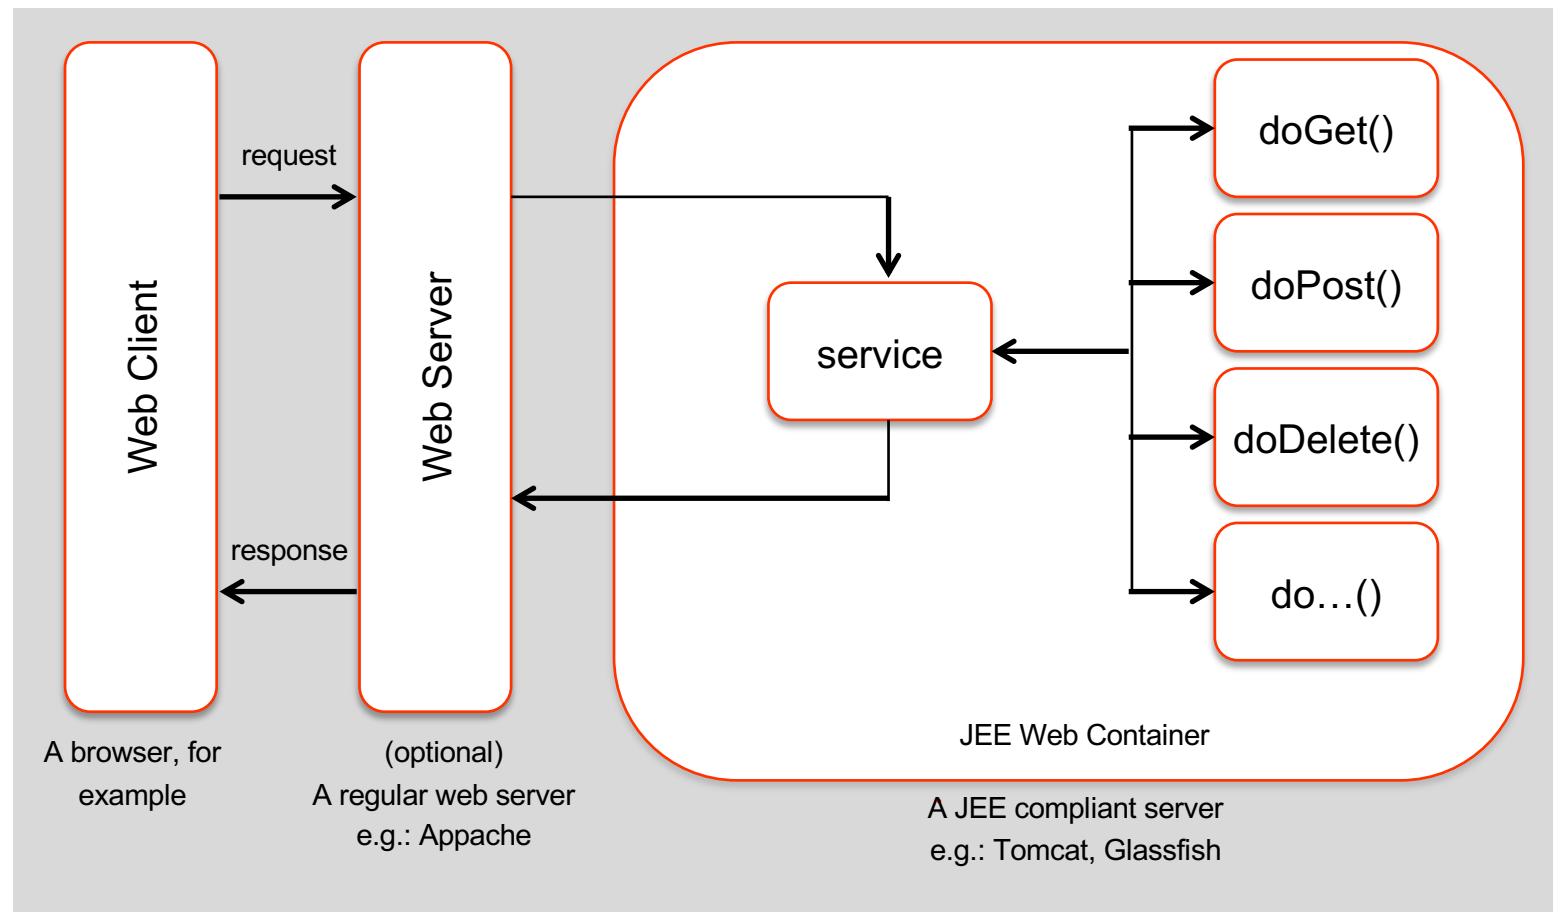 Web Client
request
response
Web Server
service
doGet()
doPost()
doDelete()
do...()
JEE Web Container
A browser, for
example
(optional)
A regular web server
e.g.: Appache
A JEE compliant server
e.g.: Tomcat, Glassfish